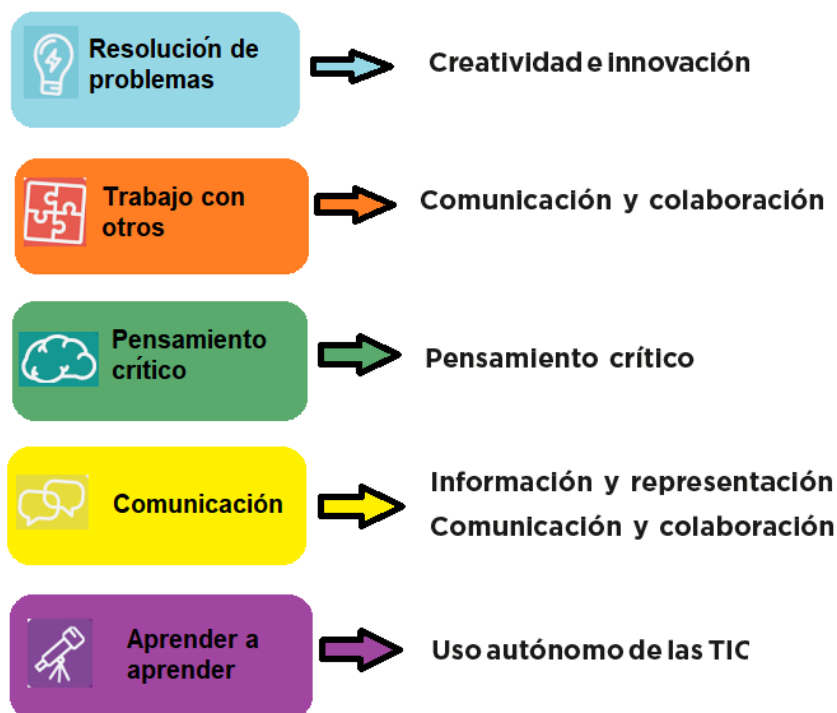 Resolución de
problemas
Creatividad e innovación
Trabajo con
otros
Comunicación y colaboración
Pensamiento
crítico
Pensamiento crítico
Comunicación
Información y representación
Comunicación y colaboración
Aprender a
aprender
Uso autónomo de las TIC